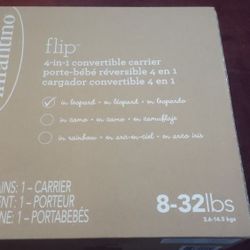 infantino
flip™
4-in-1 convertible carrier
porte-bébé réversible 4 en 1
cargador convertible 4 en 1
in leopard - en léopard - en leopardo
in camo - en camo - en camuflaje
in rainbow - en arc-en-ciel - en arco iris
AINS: 1 – CARRIER
ENT: 1 – PORTEUR
NE: 1 – PORTABEBÉS
8-32lbs
3.6-14.5 kgs